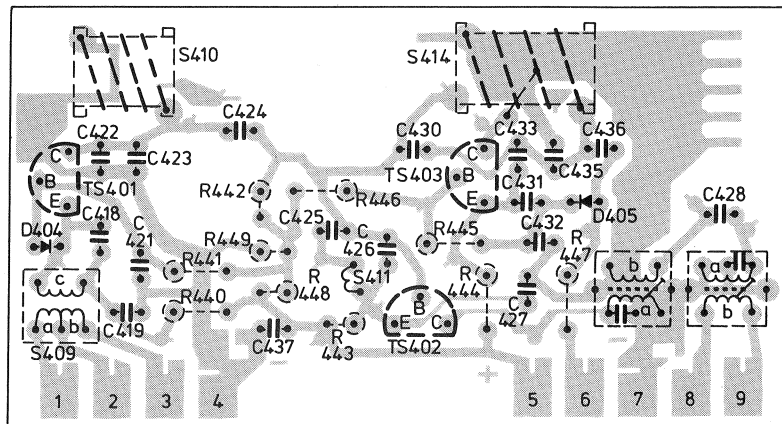 S410
S414
C424
C430
C433
C436
C422
C
C423
C
C435
B
TS401
TS403
B
C431
R442
R446
C428
E
E
D405
C418
C425
C
C432
D404
C
421
R449
426
R445
R
447
R441
R
S411
R
b
a
c
448
444
R440
B
C
427
a
b
a
b
C419
E
C
S409
C437
R
443
TS402
1
2
3
4
+
5
6
7
8
9